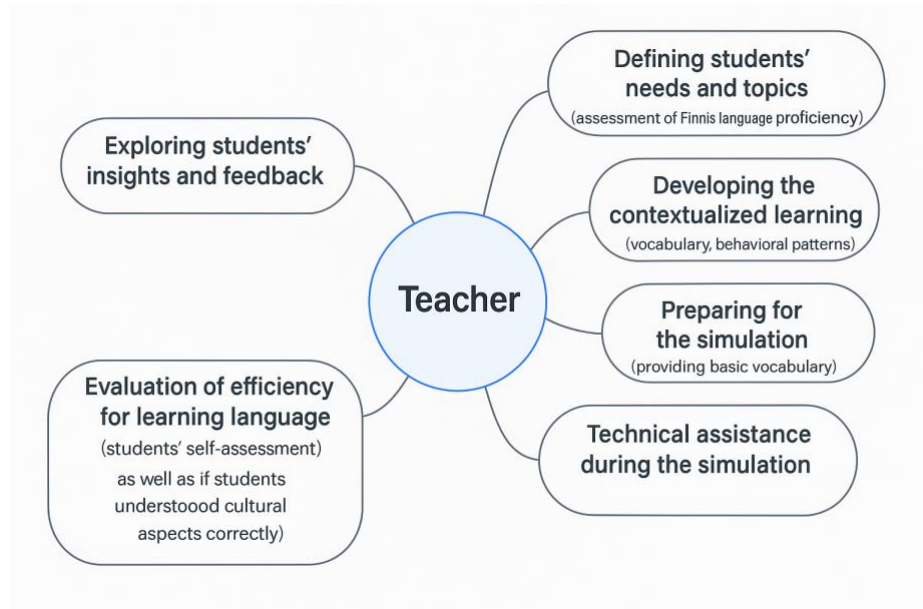 Defining students’
needs and topics
(assessment of Finnis language proficiency)
Exploring students’
insights and feedback
Developing the
contextualized learning
(vocabulary, behavioral patterns)
Teacher
Preparing for
the simulation
(providing basic vocabulary)
Evaluation of efficiency
for learning language
(students’ self-assessment)
as well as if students
understoood cultural
aspects correctly)
Technical assistance
during the simulation